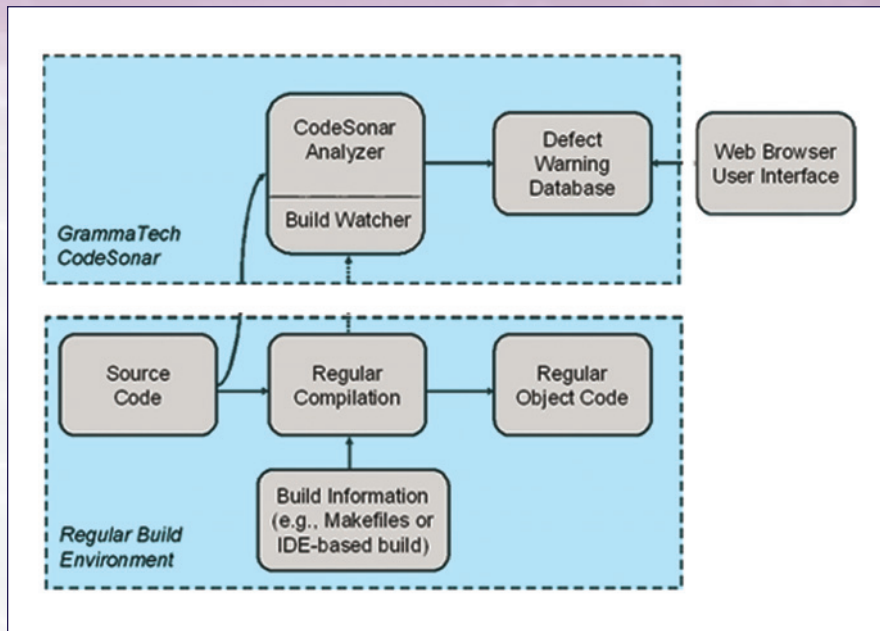 CodeSonar
Analyzer
Build Watcher
Defect
Warning
Database
Web Browser
User Interface
GrammaTech
CodeSonar
Source
Code
Regular
Compilation
Regular
Object Code
Build Information
(e.g., Makefiles or
IDE-based build)
Regular Build
Environment